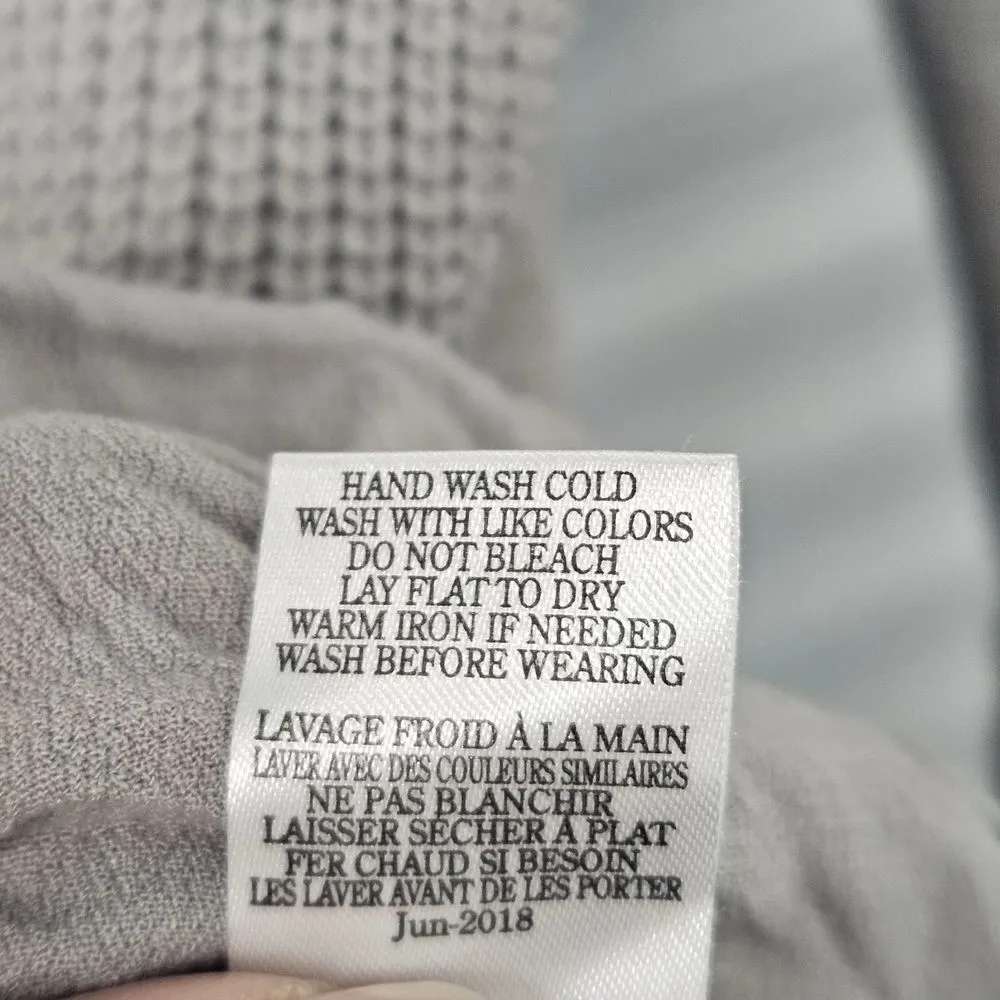 HAND WASH COLD
WASH WITH LIKE COLORS
DO NOT BLEACH
LAY FLAT TO DRY
WARM IRON IF NEEDED
WASH BEFORE WEARING
LAVAGE FROID À LA MAIN
LAVER AVEC DES COULEURS SIMILAIRES
NE PAS BLANCHIR
LAISSER SÉCHER À PLAT
FER CHAUD SI BESOIN
LES LAVER AVANT DE LES PORTER
Jun-2018